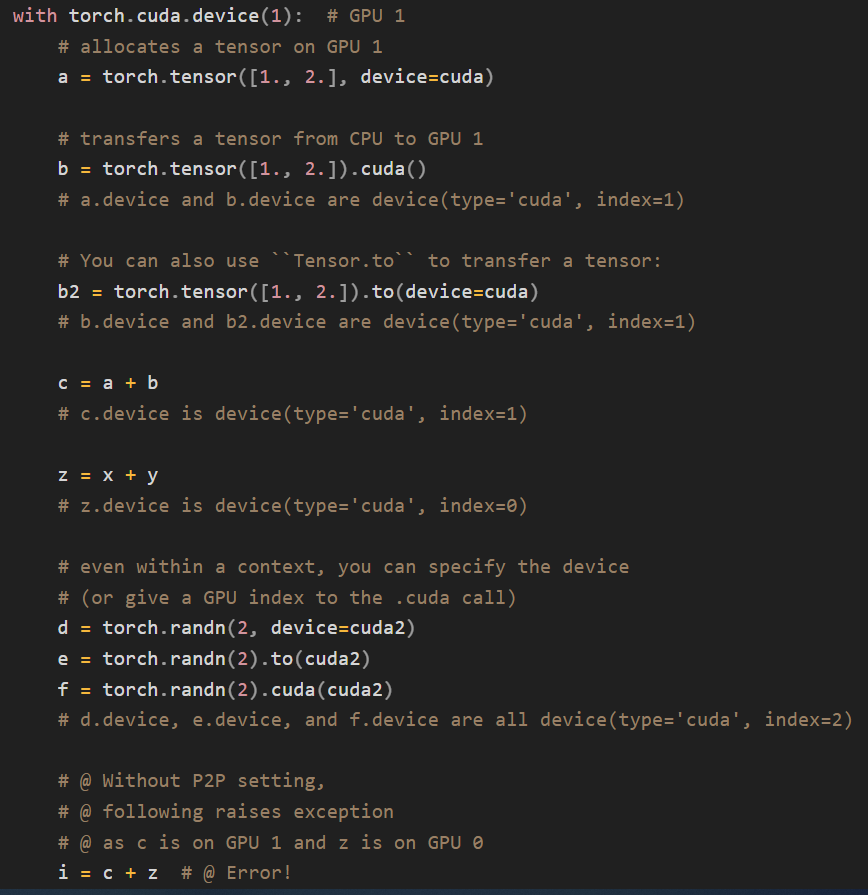 with torch.cuda.device(1):  # GPU 1
    # allocates a tensor on GPU 1
    a = torch.tensor([1., 2.], device=cuda)

    # transfers a tensor from CPU to GPU 1
    b = torch.tensor([1., 2.]).cuda()
    # a.device and b.device are device(type='cuda', index=1)

    # You can also use ``Tensor.to`` to transfer a tensor:
    b2 = torch.tensor([1., 2.]).to(device=cuda)
    # b.device and b2.device are device(type='cuda', index=1)

    c = a + b
    # c.device is device(type='cuda', index=1)

    z = x + y
    # z.device is device(type='cuda', index=0)

    # even within a context, you can specify the device
    # (or give a GPU index to the .cuda call)
    d = torch.randn(2, device=cuda2)
    e = torch.randn(2).to(cuda2)
    f = torch.randn(2).cuda(cuda2)
    # d.device, e.device, and f.device are all device(type='cuda', index=2)

    # @ Without P2P setting,
    # @ following raises exception
    # @ as c is on GPU 1 and z is on GPU 0
    i = c + z  # @ Error!